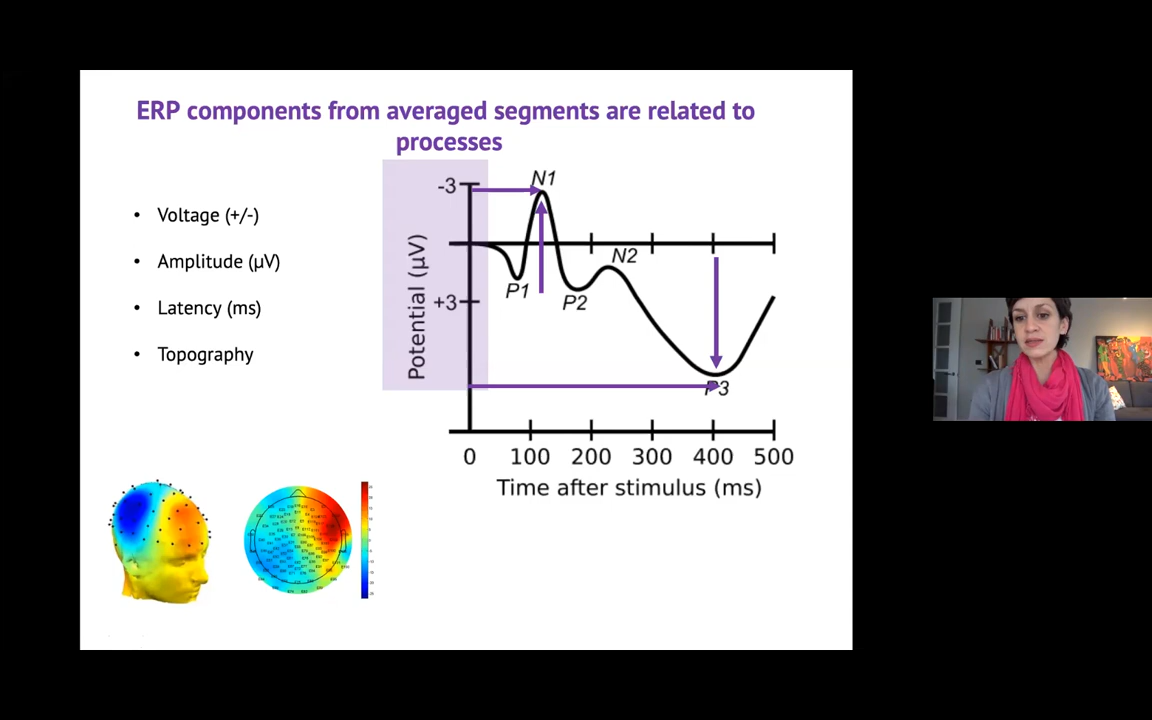 ERP components from averaged segments are related to
processes
• Voltage (+/-)
• Amplitude (µV)
• Latency (ms)
• Topography
Potential (µV)
-3
+3
N1
P1
P2
N2
P3
0 100 200 300 400 500
Time after stimulus (ms)